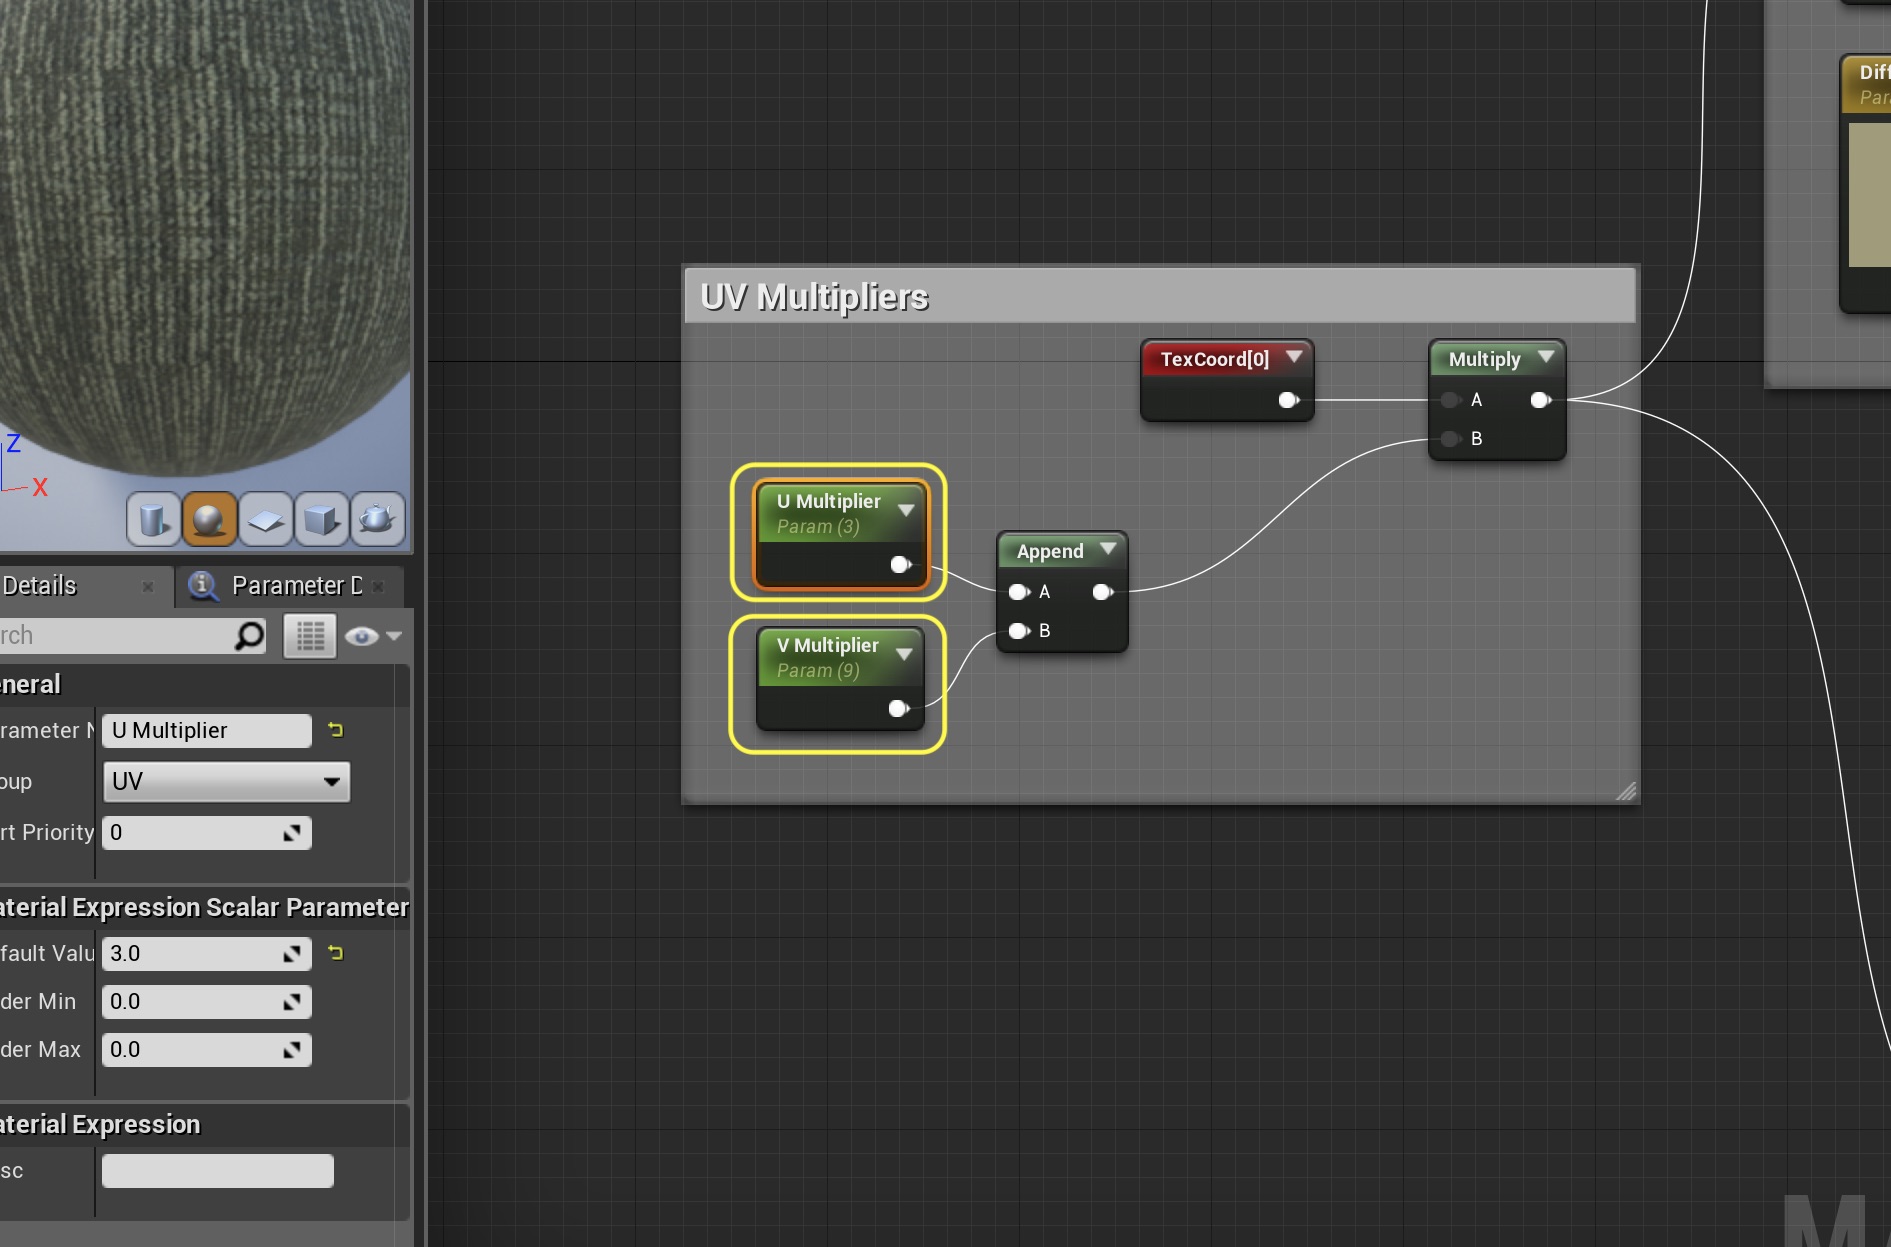 Z
X
Details
Parameter D
rch
neral
rameter N
U Multiplier
oup
UV
rt Priority
0
aterial Expression Scalar Parameter
fault Valu
3.0
der Min
0.0
der Max
0.0
aterial Expression
sc
UV Multipliers
TexCoord[0]
Multiply
A
B
U Multiplier
Param (3)
Append
A
B
V Multiplier
Param (9)
Diff
Par